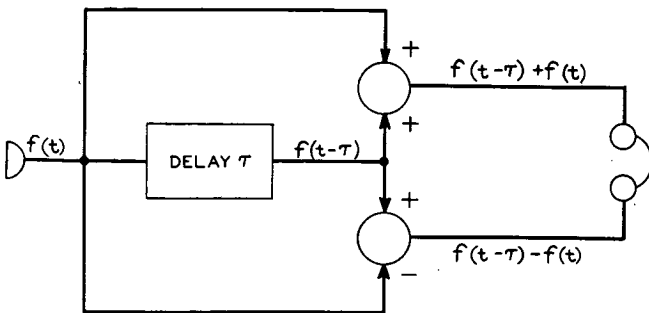 +
f(t-τ)+f(t)
f(t)
+
DELAY τ
f(t-τ)
+
f(t-τ)-f(t)
−